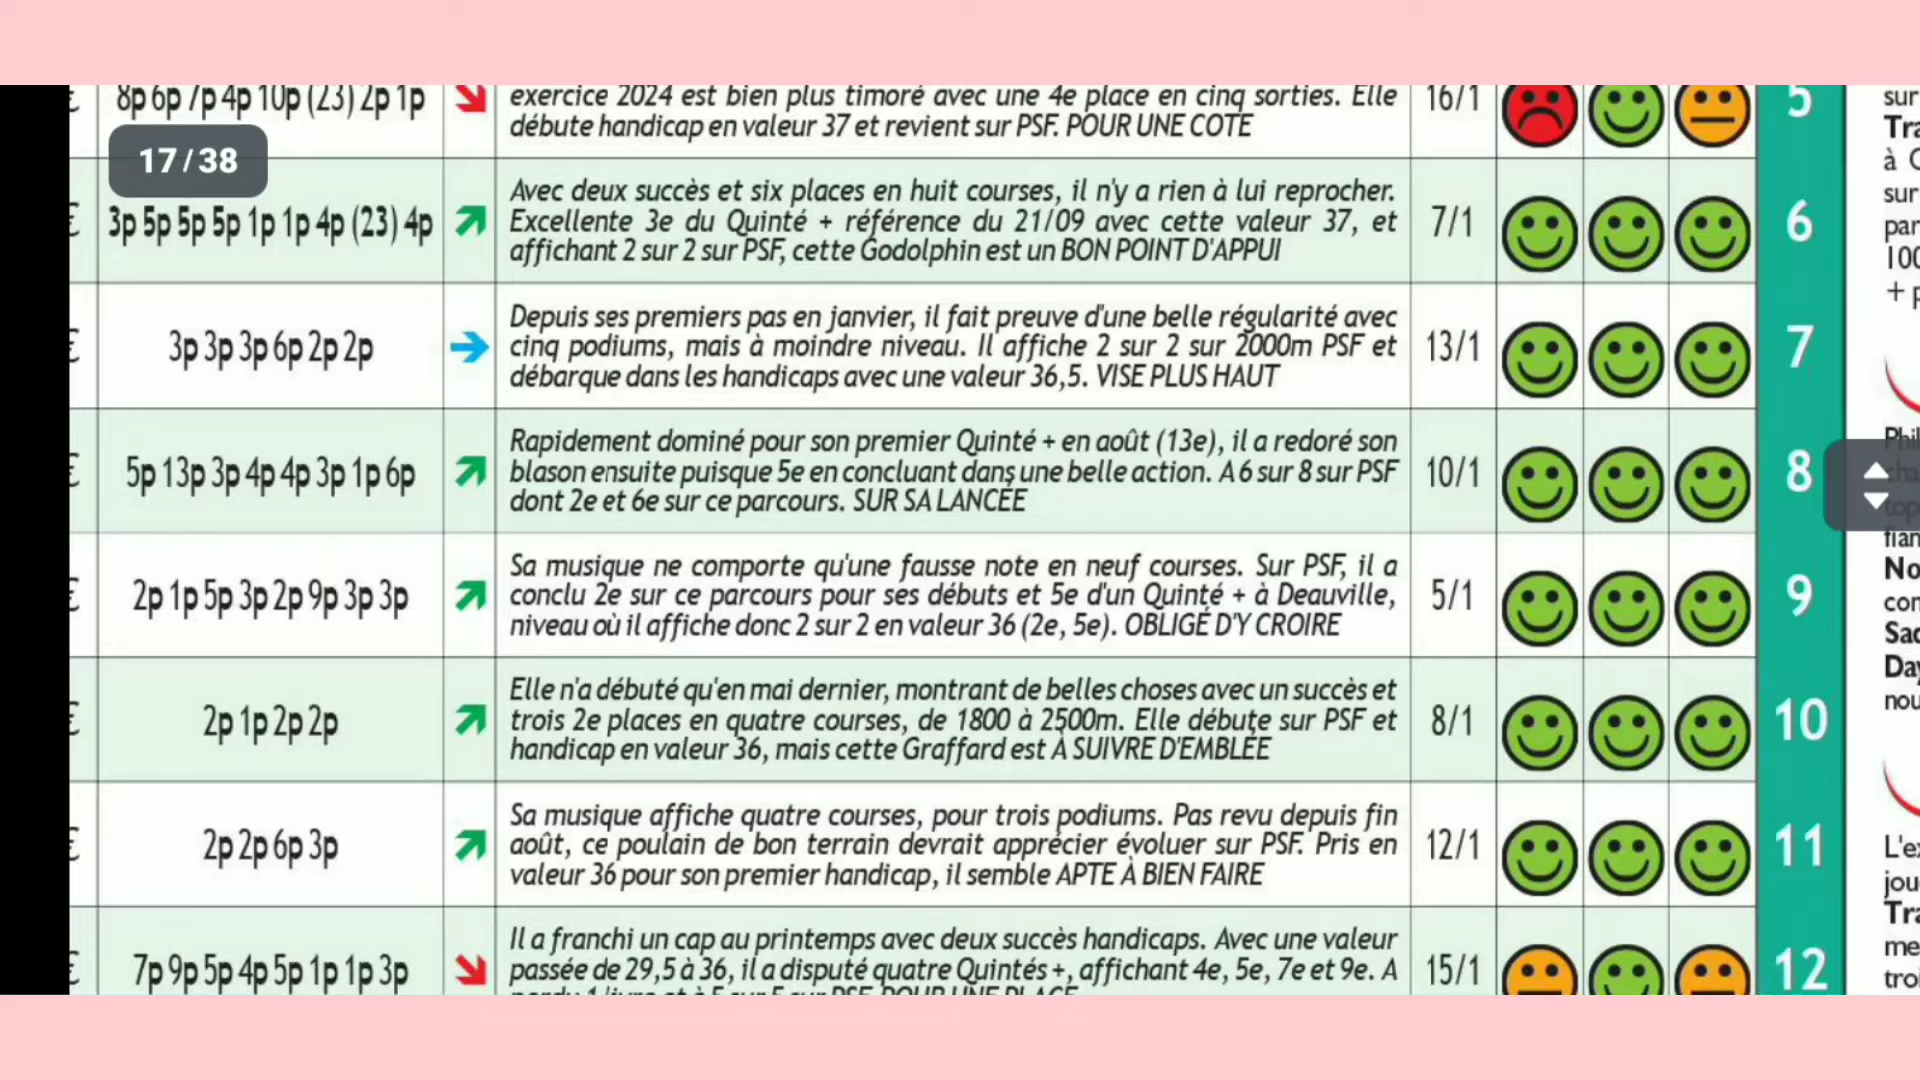 8p 6p 7p 4p 10p (23) 2p 1p
exercice 2024 est bien plus timoré avec une 4e place en cinq sorties. Elle
débute handicap en valeur 37 et revient sur PSF. POUR UNE COTE
16/1
5
17/38
€ 3p 5p 5p 5p 1p 1p 4p (23) 4p
Avec deux succès et six places en huit courses, il n'y a rien à lui reprocher.
Excellente 3e du Quinté + référence du 21/09 avec cette valeur 37, et
affichant 2 sur 2 sur PSF, cette Godolphin est un BON POINT D'APPUI
7/1
6
€ 3p 3p 3p 6p 2p 2p
Depuis ses premiers pas en janvier, il fait preuve d'une belle régularité avec
cinq podiums, mais à moindre niveau. Il affiche 2 sur 2 sur 2000m PSF et
débarque dans les handicaps avec une valeur 36,5. VISE PLUS HAUT
13/1
7
€ 5p 13p 3p 4p 4p 3p 1p 6p
Rapidement dominé pour son premier Quinté + en août (13e), il a redoré son
blason ensuite puisque 5e en concluant dans une belle action. A 6 sur 8 sur PSF
dont 2e et 6e sur ce parcours. SUR SA LANCÉE
10/1
8
€ 2p 1p 5p 3p 2p 9p 3p 3p
Sa musique ne comporte qu'une fausse note en neuf courses. Sur PSF, il a
conclu 2e sur ce parcours pour ses débuts et 5e d'un Quinté + à Deauville,
niveau où il affiche donc 2 sur 2 en valeur 36 (2e, 5e). OBLIGÉ D'Y CROIRE
5/1
9
€ 2p 1p 2p 2p
Elle n'a débuté qu'en mai dernier, montrant de belles choses avec un succès et
trois 2e places en quatre courses, de 1800 à 2500m. Elle débute sur PSF et
handicap en valeur 36, mais cette Graffard est À SUIVRE D'EMBLÉE
8/1
10
€ 2p 2p 6p 3p
Sa musique affiche quatre courses, pour trois podiums. Pas revu depuis fin
août, ce poulain de bon terrain devrait apprécier évoluer sur PSF. Pris en
valeur 36 pour son premier handicap, il semble APTE À BIEN FAIRE
12/1
11
€ 7p 9p 5p 4p 5p 1p 1p 3p
Il a franchi un cap au printemps avec deux succès handicaps. Avec une valeur
passée de 29,5 à 36, il a disputé quatre Quintés +, affichant 4e, 5e, 7e et 9e. A
15/1
12
sur
Tra
à
sur
par
100
+ p
Phil
fian
No
con
Sad
Day
nou
L'ex
jou
Tra
me
troi